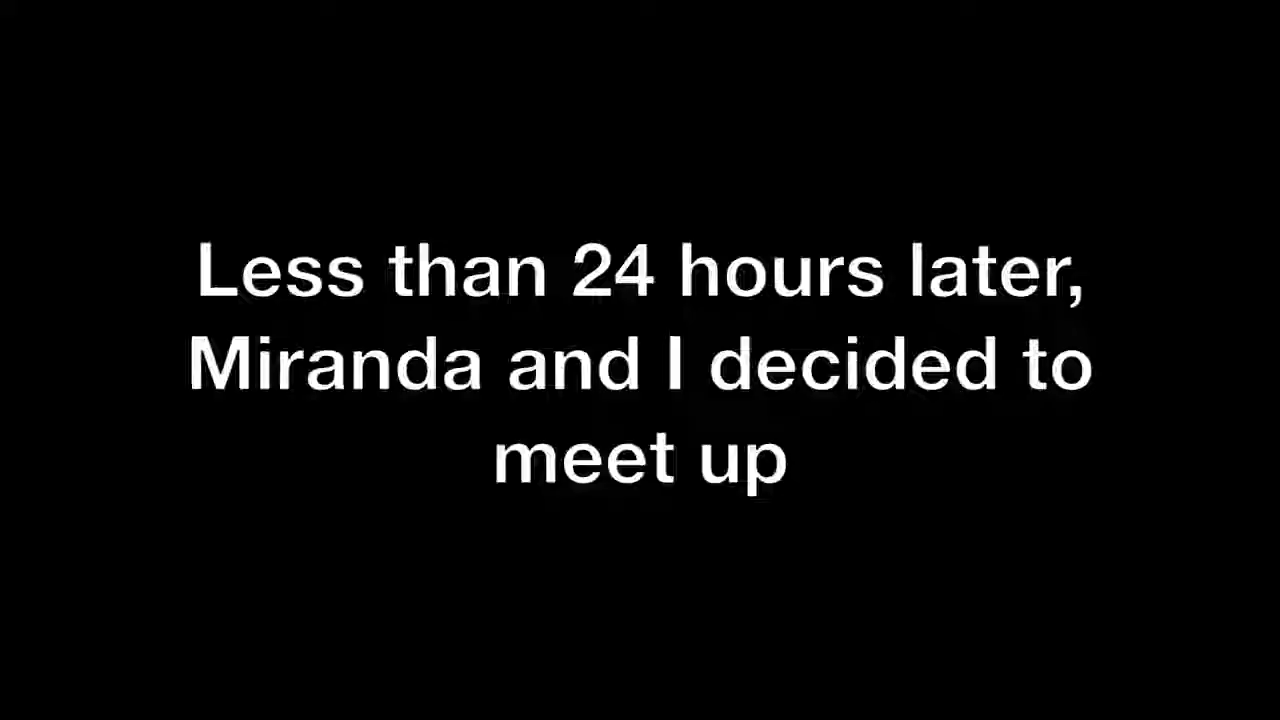 Less than 24 hours later,
Miranda and I decided to
meet up